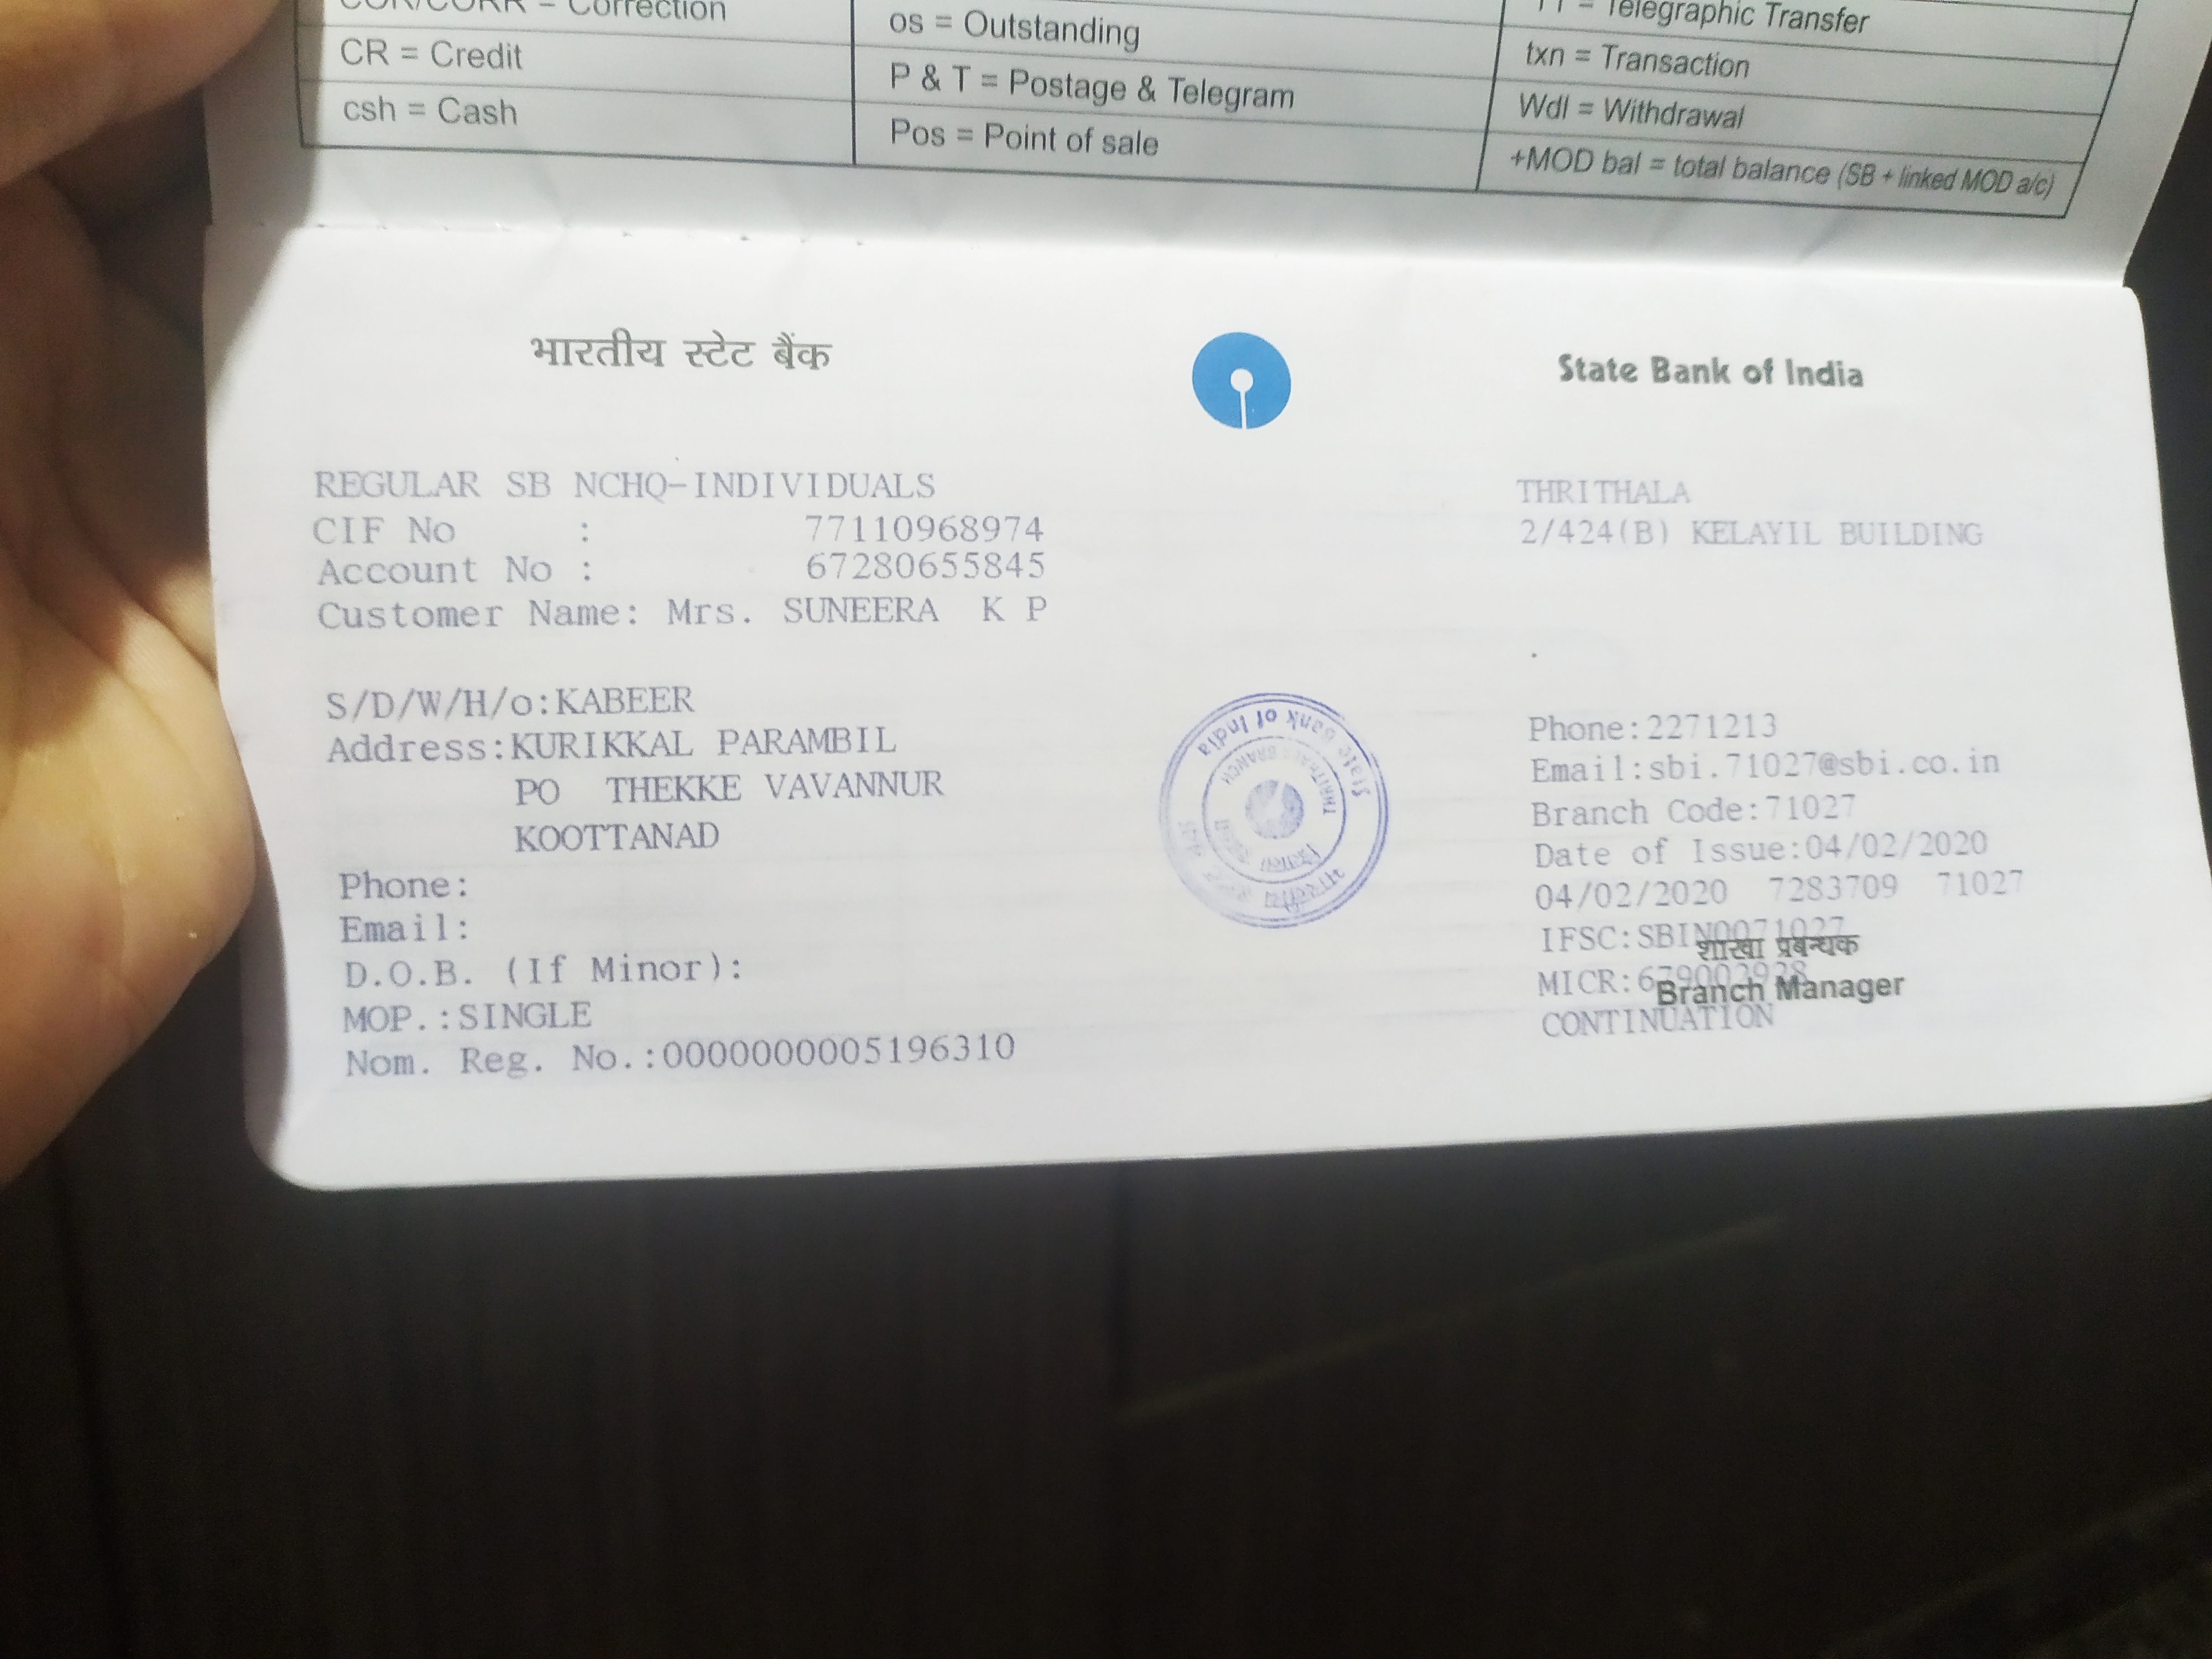 = Correction
CR = Credit
csh = Cash
os = Outstanding
P & T = Postage & Telegram
Pos = Point of sale
= Telegraphic Transfer
txn = Transaction
Wdl = Withdrawal
+MOD bal = total balance (SB + linked MOD a/c)
भारतीय स्टेट बैंक
State Bank of India
REGULAR SB NCHQ-INDIVIDUALS
CIF No : 77110968974
Account No : 67280655845
Customer Name: Mrs. SUNEERA K P
S/D/W/H/o:KABEER
Address:KURIKKAL PARAMBIL
PO THEKKE VAVANNUR
KOOTTANAD
Phone:
Email:
D.O.B. (If Minor):
MOP.:SINGLE
Nom. Reg. No.:0000000005196310
State Bank of India
THRITHALA BRANCH
THRITHALA
2/424(B) KELAYIL BUILDING
Phone:2271213
Email:sbi.71027@sbi.co.in
Branch Code:71027
Date of Issue:04/02/2020
04/02/2020 7283709 71027
IFSC:SBIN0071027
शाखा प्रबन्धक
MICR:679002928
Branch Manager
CONTINUATION